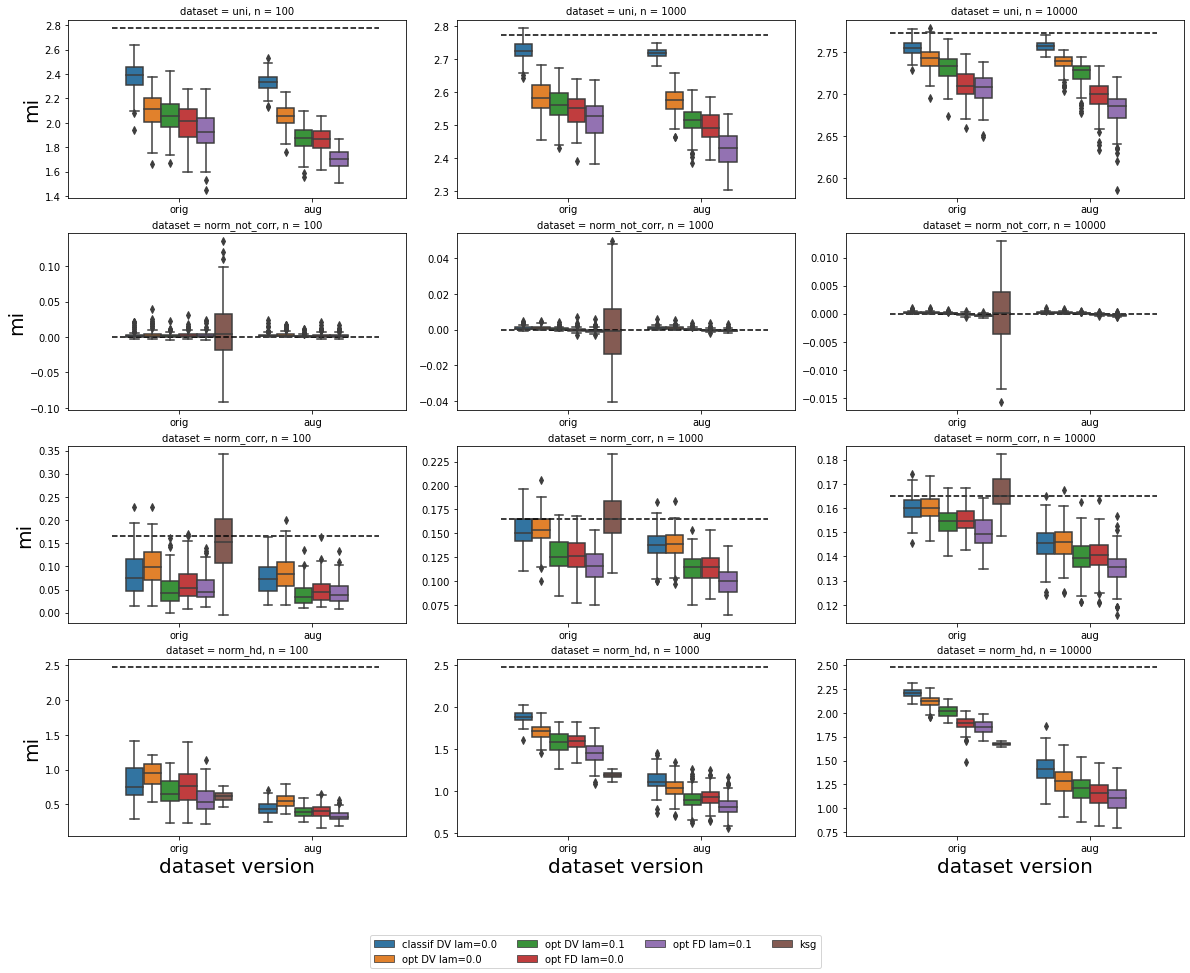 dataset = uni, n = 100
dataset = uni, n = 1000
dataset = uni, n = 10000
mi
2.8
2.6
2.4
2.2
2.0
1.8
1.6
1.4
orig
aug
2.8
2.7
2.6
2.5
2.4
2.3
orig
aug
2.75
2.70
2.65
2.60
orig
aug
dataset = norm_not_corr, n = 100
dataset = norm_not_corr, n = 1000
dataset = norm_not_corr, n = 10000
mi
0.10
0.05
0.00
−0.05
−0.10
orig
aug
0.04
0.02
0.00
−0.02
−0.04
orig
aug
0.010
0.005
0.000
−0.005
−0.010
−0.015
orig
aug
dataset = norm_corr, n = 100
dataset = norm_corr, n = 1000
dataset = norm_corr, n = 10000
mi
0.35
0.30
0.25
0.20
0.15
0.10
0.05
0.00
orig
aug
0.225
0.200
0.175
0.150
0.125
0.100
0.075
orig
aug
0.18
0.17
0.16
0.15
0.14
0.13
0.12
orig
aug
dataset = norm_hd, n = 100
dataset = norm_hd, n = 1000
dataset = norm_hd, n = 10000
mi
2.5
2.0
1.5
1.0
0.5
orig
aug
dataset version
2.5
2.0
1.5
1.0
0.5
orig
aug
dataset version
2.50
2.25
2.00
1.75
1.50
1.25
1.00
0.75
orig
aug
dataset version
classif DV lam=0.0
opt DV lam=0.0
opt DV lam=0.1
opt FD lam=0.0
opt FD lam=0.1
ksg